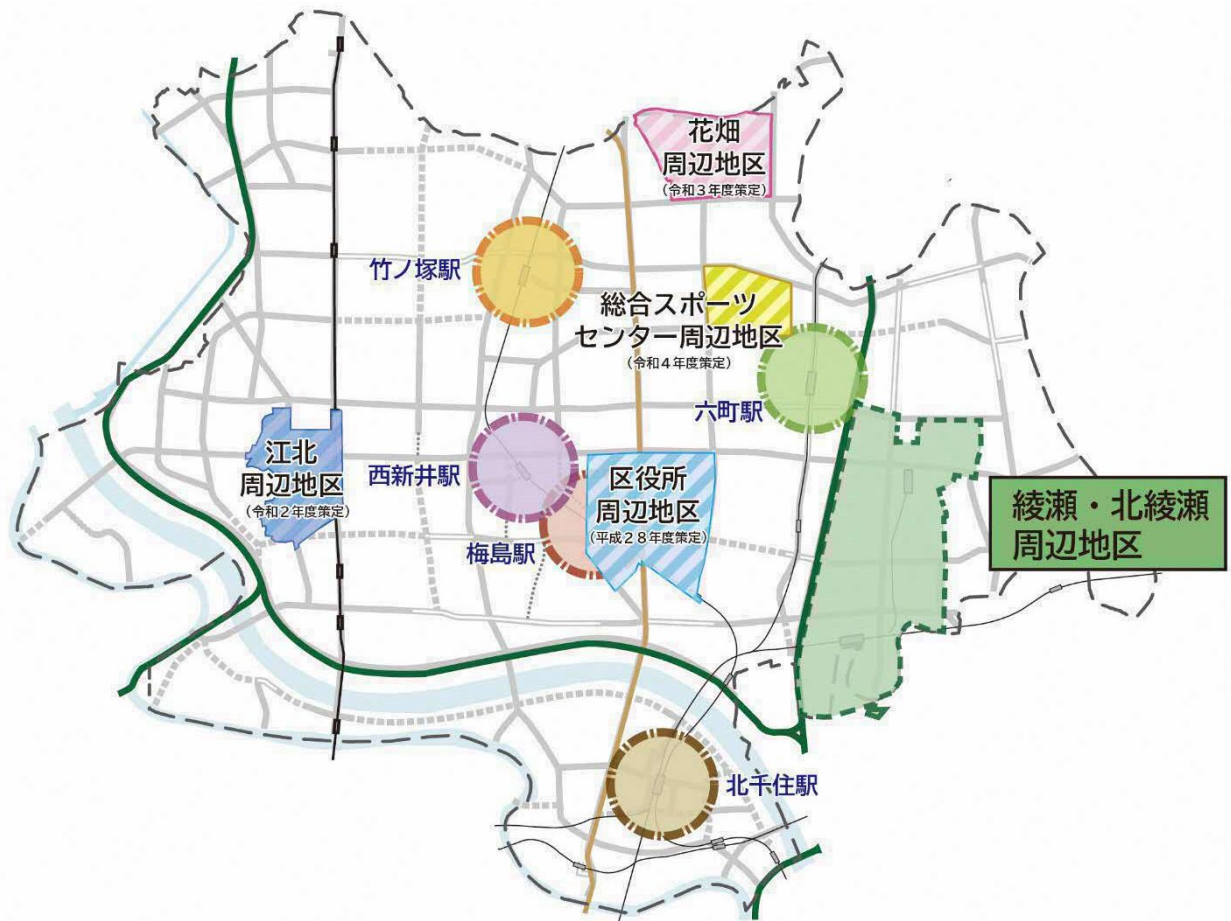 花畑
周辺地区
(令和3年度策定)
竹ノ塚駅
総合スポーツ
センター周辺地区
(令和4年度策定)
六町駅
江北
周辺地区
(令和2年度策定)
西新井駅
区役所
周辺地区
(平成28年度策定)
梅島駅
綾瀬・北綾瀬
周辺地区
北千住駅